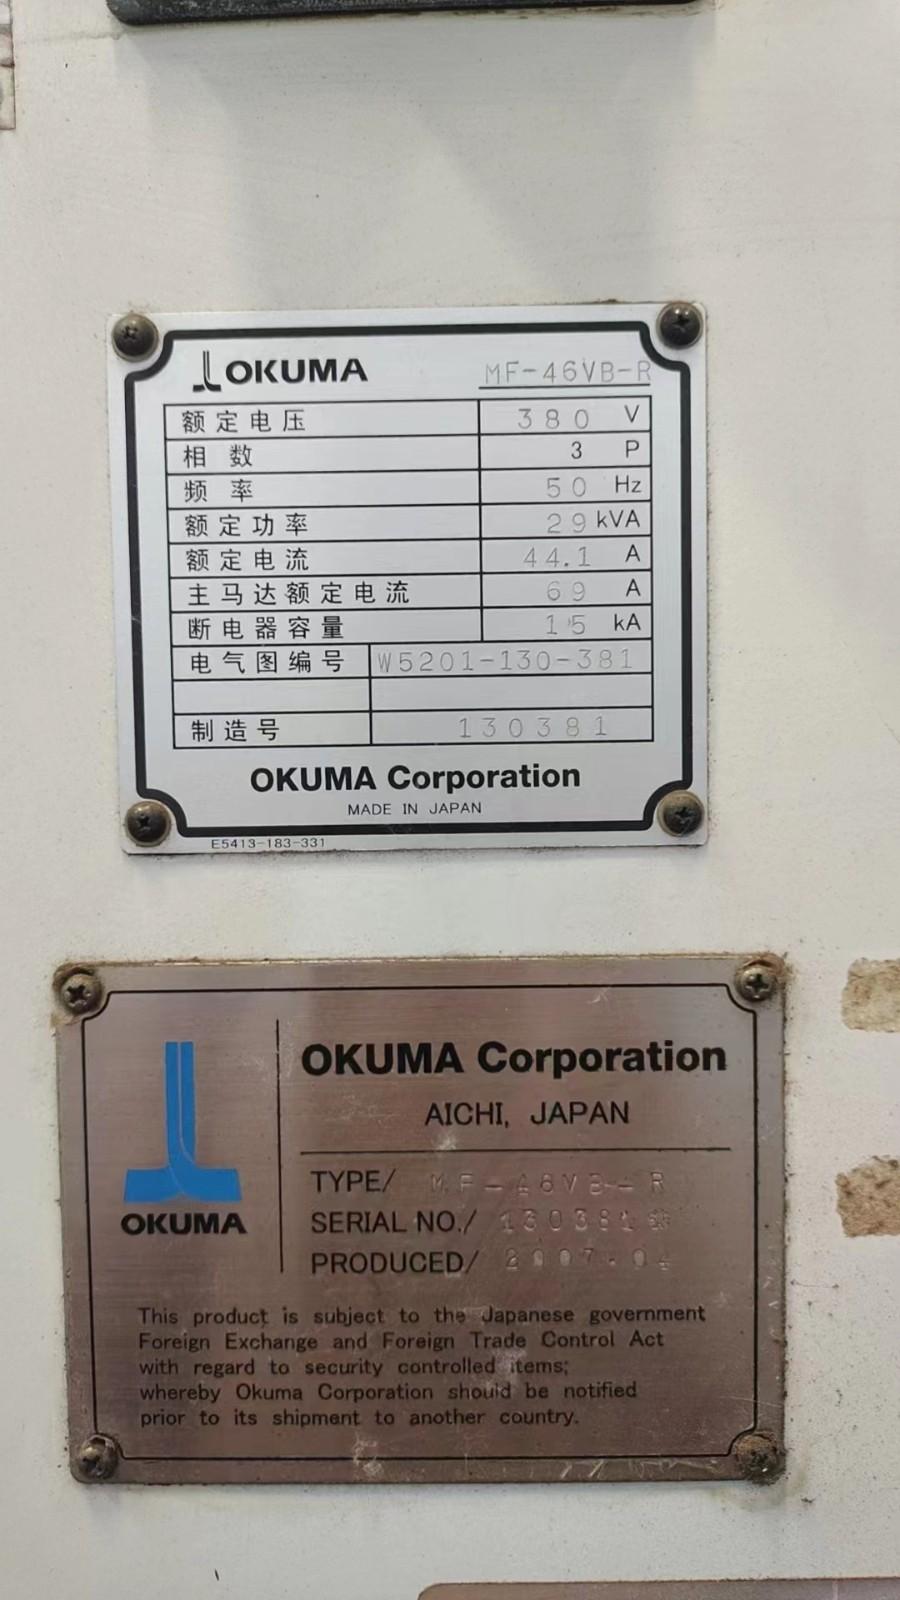 OKUMA MF-46VB-R
额定电压 380 V
相数 3 P
频率 50 Hz
额定功率 29 kVA
额定电流 44.1 A
主马达额定电流 69 A
断电器容量 15 kA
电气图编号 W5201-130-381
制造号 130381
OKUMA Corporation
MADE IN JAPAN
E5413-183-331
OKUMA
OKUMA Corporation
AICHI, JAPAN
TYPE/ MF-46VB-R
SERIAL NO./ 130381
PRODUCED/ 2007.04
This product is subject to the Japanese government
Foreign Exchange and Foreign Trade Control Act
with regard to security controlled items;
whereby Okuma Corporation should be notified
prior to its shipment to another country.